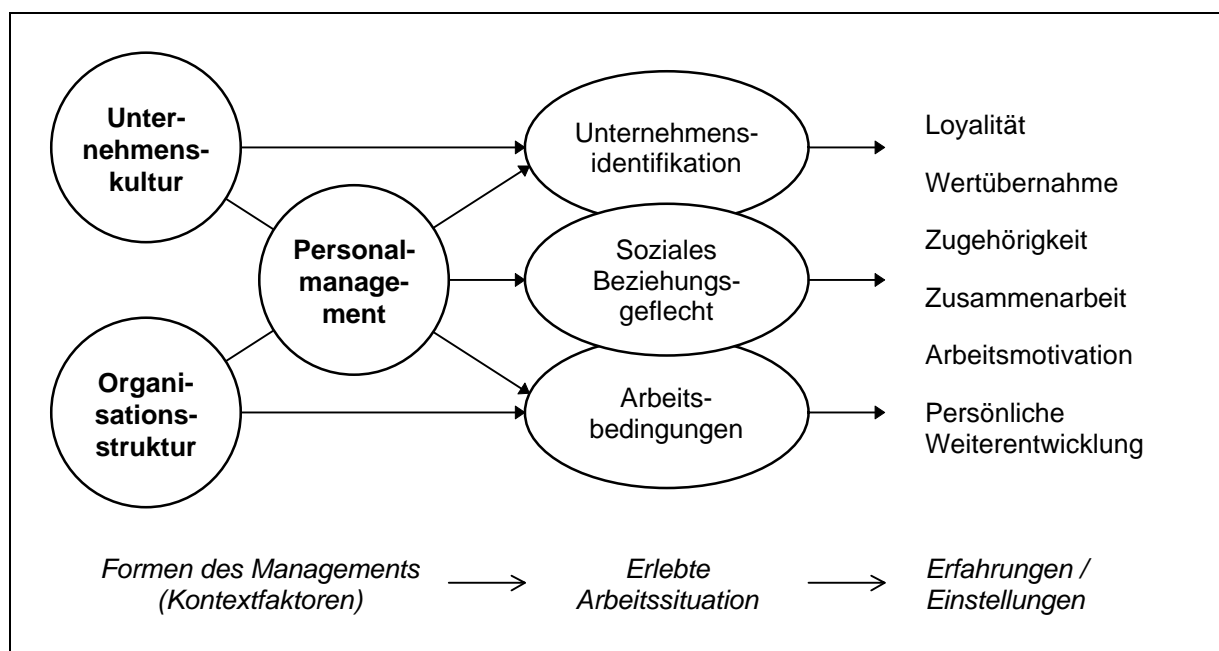 Unter-
nehmens-
kultur
Personal-
manage-
ment
Organi-
sations-
struktur
Unternehmens-
identifikation
Soziales
Beziehungs-
geflecht
Arbeits-
bedingungen
Loyalität
Wertübernahme
Zugehörigkeit
Zusammenarbeit
Arbeitsmotivation
Persönliche
Weiterentwicklung
Formen des Managements
(Kontextfaktoren)
Erlebte
Arbeitssituation
Erfahrungen /
Einstellungen